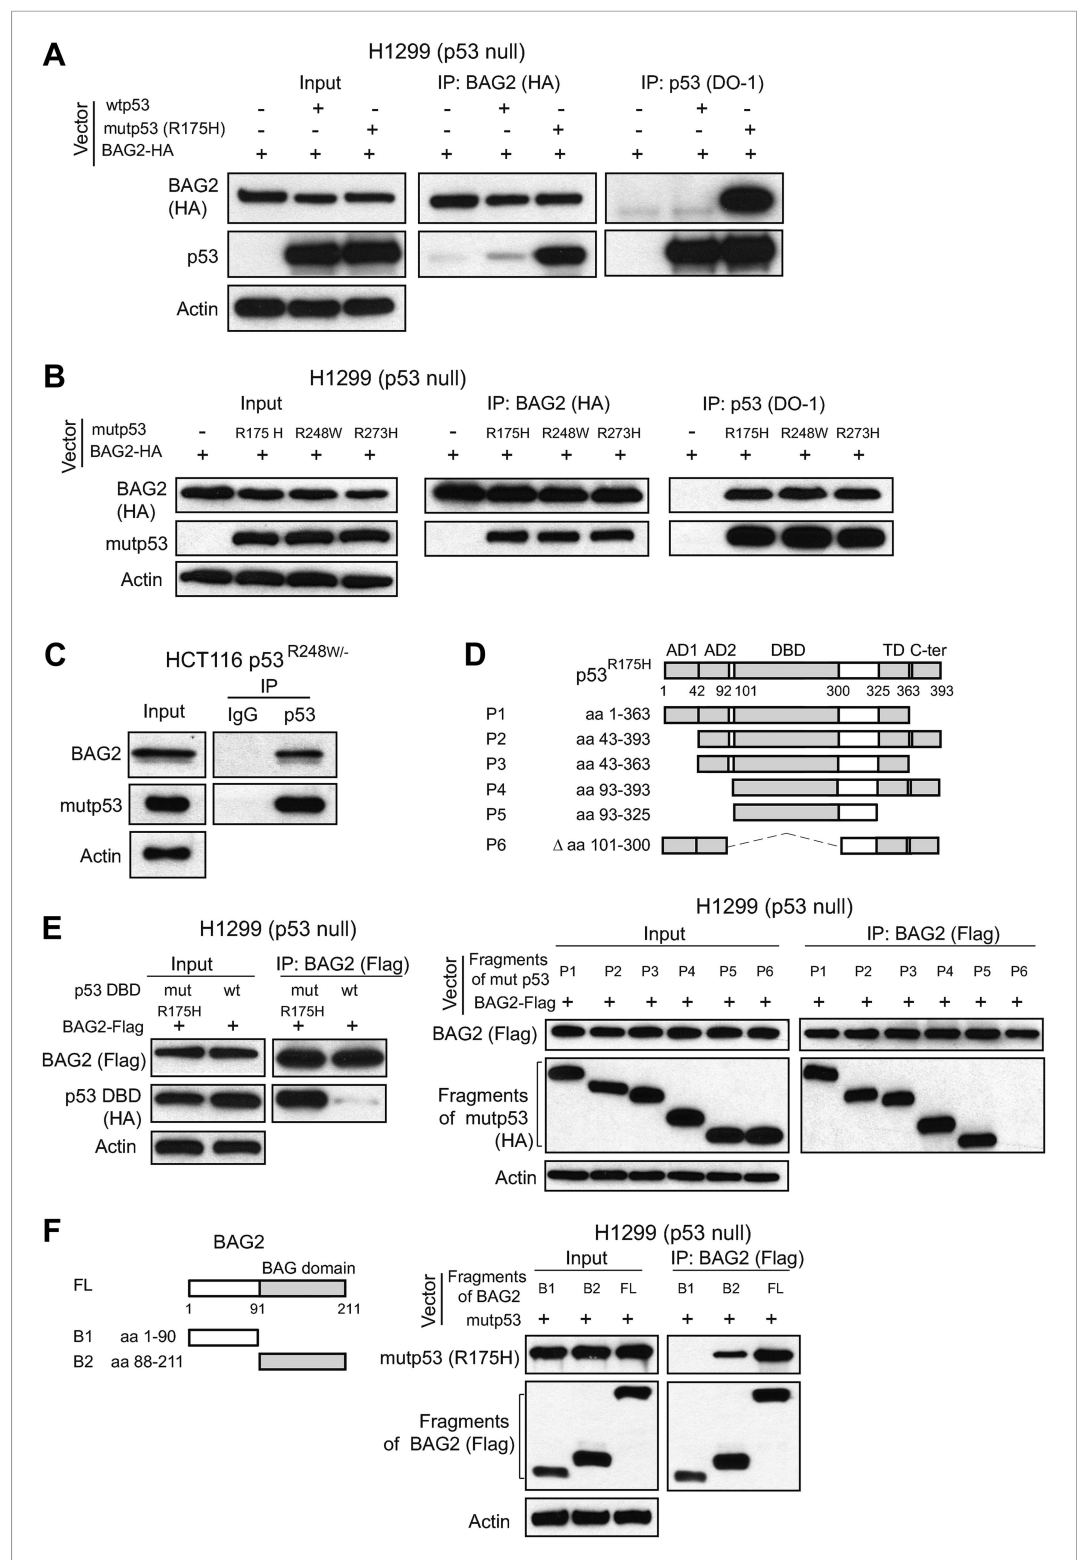 A
H1299 (p53 null)
Input IP: BAG2 (HA) IP: p53 (DO-1)
Vector
wtp53 - + - - + - - + -
mutp53 (R175H) - - + - - + - - +
BAG2-HA + + + + + + + + +
BAG2
(HA)
p53
Actin
B
H1299 (p53 null)
Input IP: BAG2 (HA) IP: p53 (DO-1)
Vector
mutp53 - R175 H R248W R273H - R175H R248W R273H - R175H R248W R273H
BAG2-HA + + + + + + + + + + + +
BAG2
(HA)
mutp53
Actin
C
HCT116 p53 R248W/-
IP
Input IgG p53
BAG2
mutp53
Actin
D
AD1 AD2 DBD TD C-ter
p53 R175H
1 42 92 101 300 325 363 393
P1 aa 1-363
P2 aa 43-393
P3 aa 43-363
P4 aa 93-393
P5 aa 93-325
P6 Δ aa 101-300
E
H1299 (p53 null)
Input IP: BAG2 (Flag)
p53 DBD mut wt mut wt
R175H R175H
BAG2-Flag + + + +
BAG2 (Flag)
p53 DBD
(HA)
Actin
H1299 (p53 null)
Input IP: BAG2 (Flag)
Vector
Fragments
of mut p53 P1 P2 P3 P4 P5 P6 P1 P2 P3 P4 P5 P6
BAG2-Flag + + + + + + + + + + + +
BAG2 (Flag)
Fragments
of mutp53
(HA)
Actin
F
BAG2
BAG domain
FL
1 91 211
B1 aa 1-90
B2 aa 88-211
H1299 (p53 null)
Input IP: BAG2 (Flag)
Vector
Fragments
of BAG2 B1 B2 FL B1 B2 FL
mutp53 + + + + + +
mutp53 (R175H)
Fragments
of BAG2 (Flag)
Actin